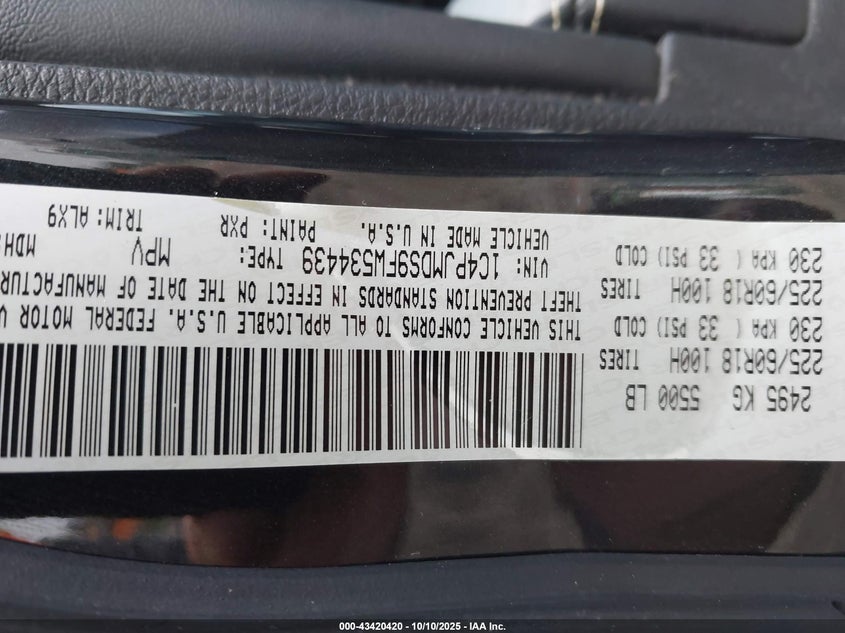 2495 KG 5500 LB
225/60R18 100H TIRES
230 KPA ( 33 PSI) COLD
225/60R18 100H TIRES
230 KPA ( 33 PSI) COLD
THIS VEHICLE CONFORMS TO ALL APPLICABLE U.S.A. FEDERAL MOTOR V
THEFT PREVENTION STANDARDS IN EFFECT ON THE DATE OF MANUFACTUR
VIN: 1C4PJMDS9FW534439 TYPE: MPV MDH:
VEHICLE MADE IN U.S.A. PAINT: PXR TRIM: ALX9
000-43420420 - 10/10/2025 - IAA Inc.